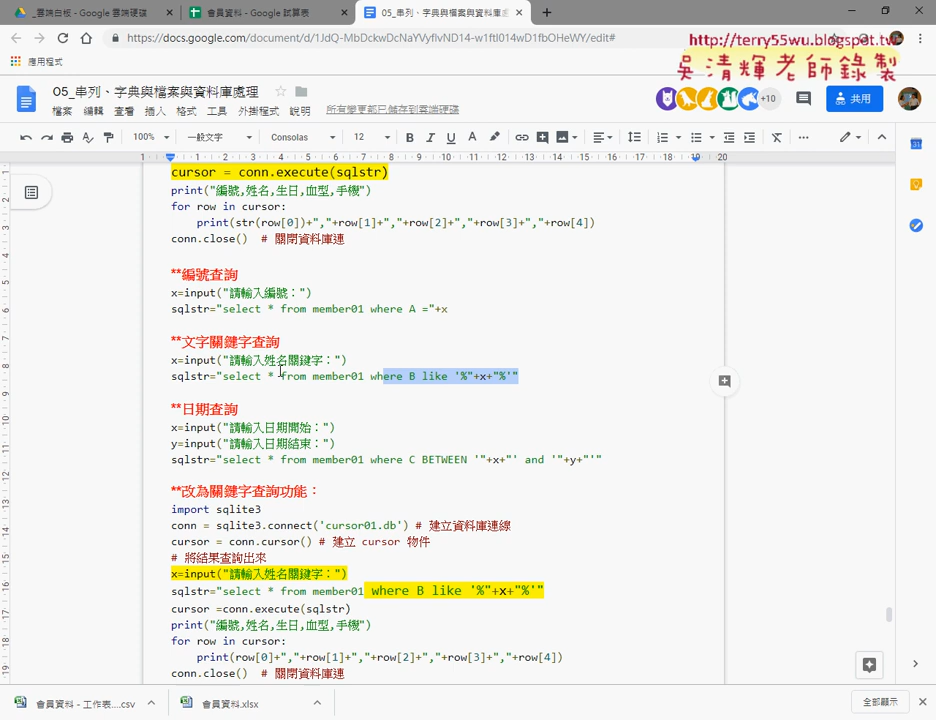 _雲端白板 - Google 雲端硬碟
會員資料 - Google 試算表
05_串列、字典與檔案與資料庫處
https://docs.google.com/document/d/1JdQ-MbDckwDcNaYVyflvND14-w1ftI014wD1fbOHeWY/edit#
http://terry55wu.blogspot.tw
吳清輝老師錄製
應用程式
05_串列、字典與檔案與資料庫處理
檔案 編輯 查看 插入 格式 工具 外掛程式 說明 所有變更都已儲存到雲端硬碟
+10
共用
100% 一般文字 Consolas 12
cursor = conn.execute(sqlstr)
print("編號,姓名,生日,血型,手機")
for row in cursor:
print(str(row[0])+","+row[1]+","+row[2]+","+row[3]+","+row[4])
conn.close() # 關閉資料庫連
**編號查詢
x=input("請輸入編號：")
sqlstr="select * from member01 where A ="+x
**文字關鍵字查詢
x=input("請輸入姓名關鍵字：")
sqlstr="select * from member01 where B like '%"+x+"%'"
**日期查詢
x=input("請輸入日期開始：")
y=input("請輸入日期結束：")
sqlstr="select * from member01 where C BETWEEN '"+x+"' and '"+y+"'"
**改為關鍵字查詢功能：
import sqlite3
conn = sqlite3.connect('cursor01.db') # 建立資料庫連線
cursor = conn.cursor() # 建立 cursor 物件
# 將結果查詢出來
x=input("請輸入姓名關鍵字：")
sqlstr="select * from member01 where B like '%"+x+"%'"
cursor =conn.execute(sqlstr)
print("編號,姓名,生日,血型,手機")
for row in cursor:
print(row[0]+","+row[1]+","+row[2]+","+row[3]+","+row[4])
conn.close() # 關閉資料庫連
會員資料 - 工作表....csv
會員資料.xlsx
全部顯示